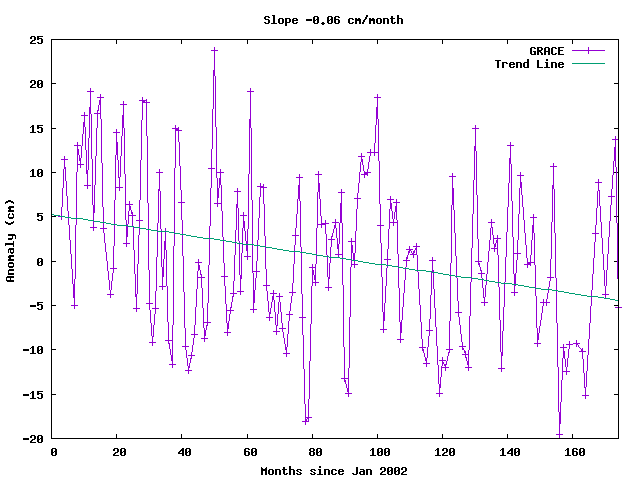 Slope -0.06 cm/month
25
20
15
10
5
0
-5
-10
-15
-20
Anomaly (cm)
GRACE
Trend Line
0 20 40 60 80 100 120 140 160
Months since Jan 2002